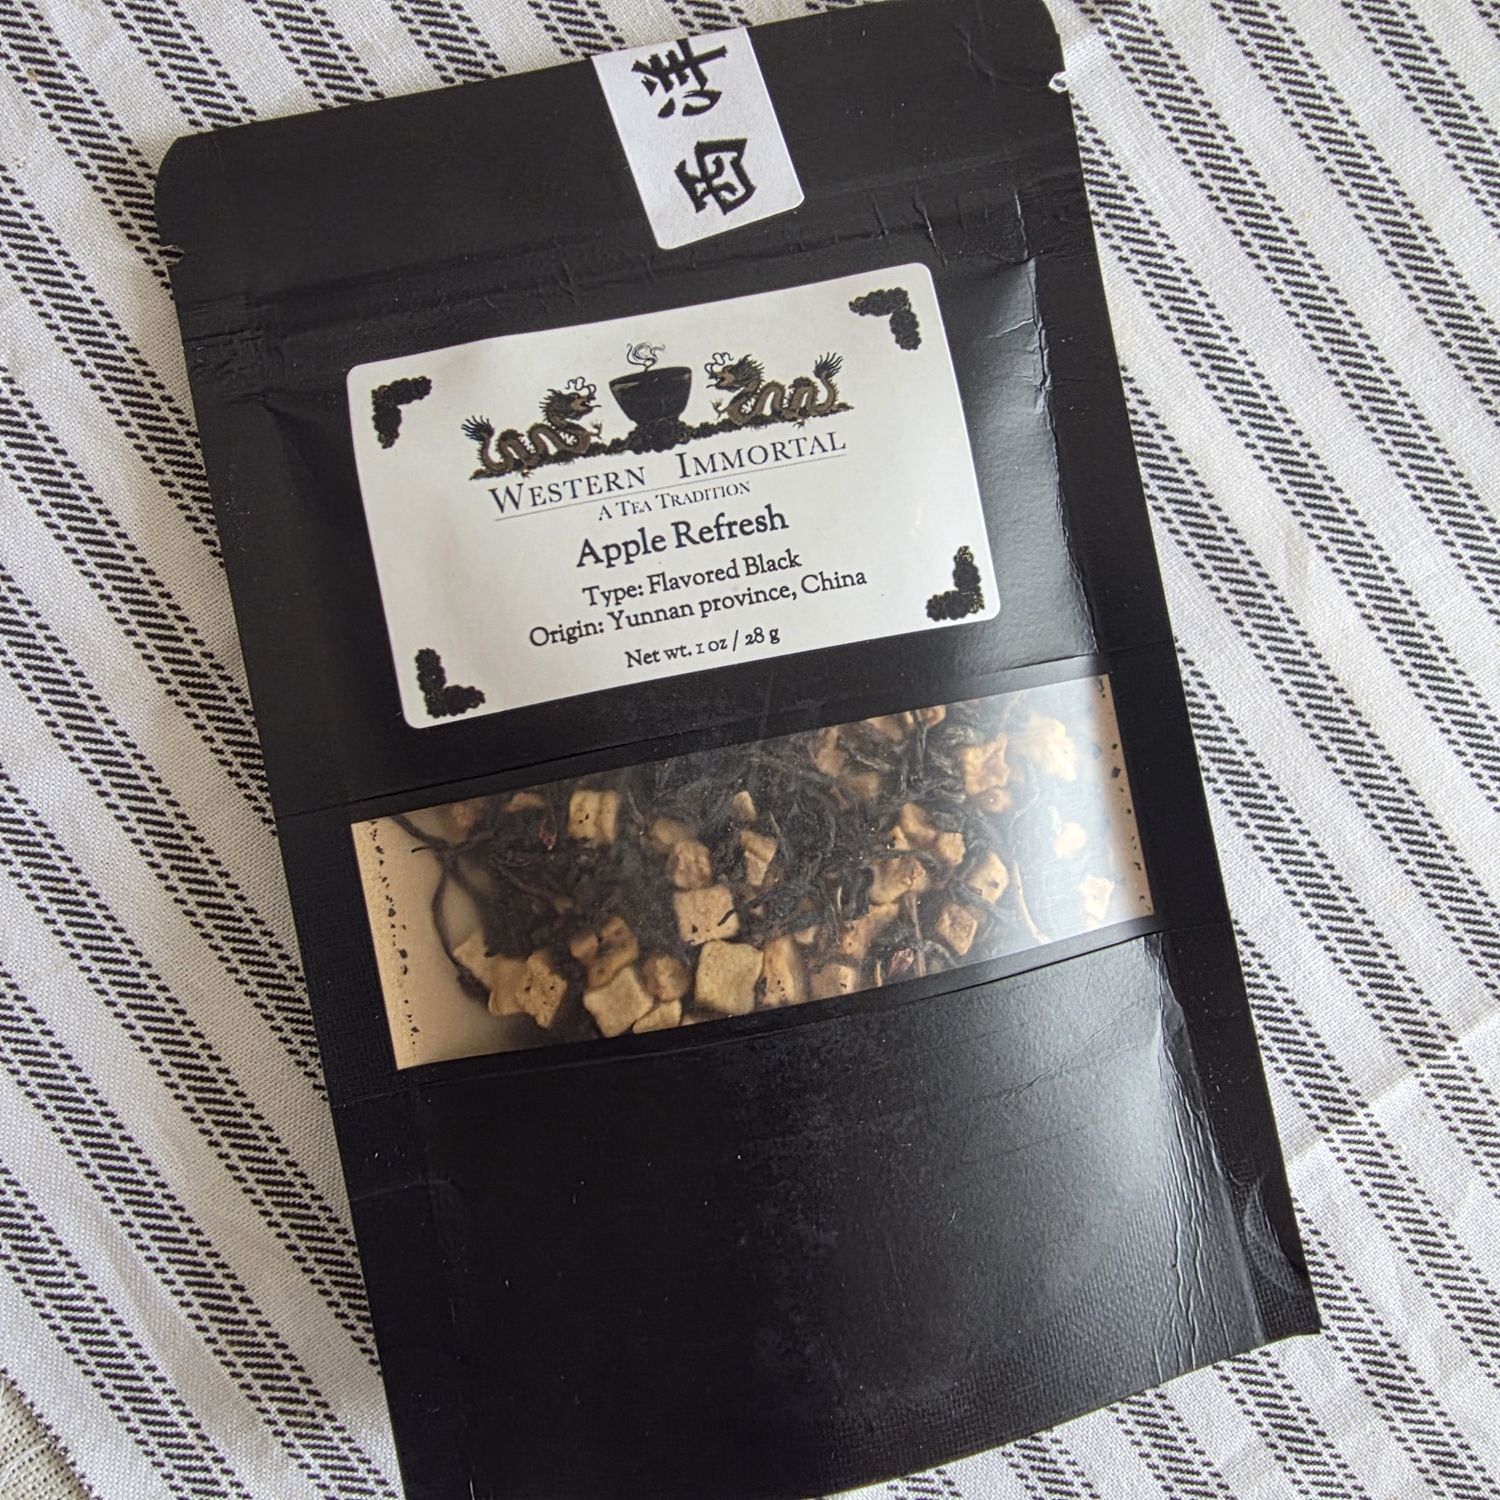 WESTERN IMMORTAL
A TEA TRADITION
Apple Refresh
Type: Flavored Black
Origin: Yunnan province, China
Net wt. 1 oz / 28 g